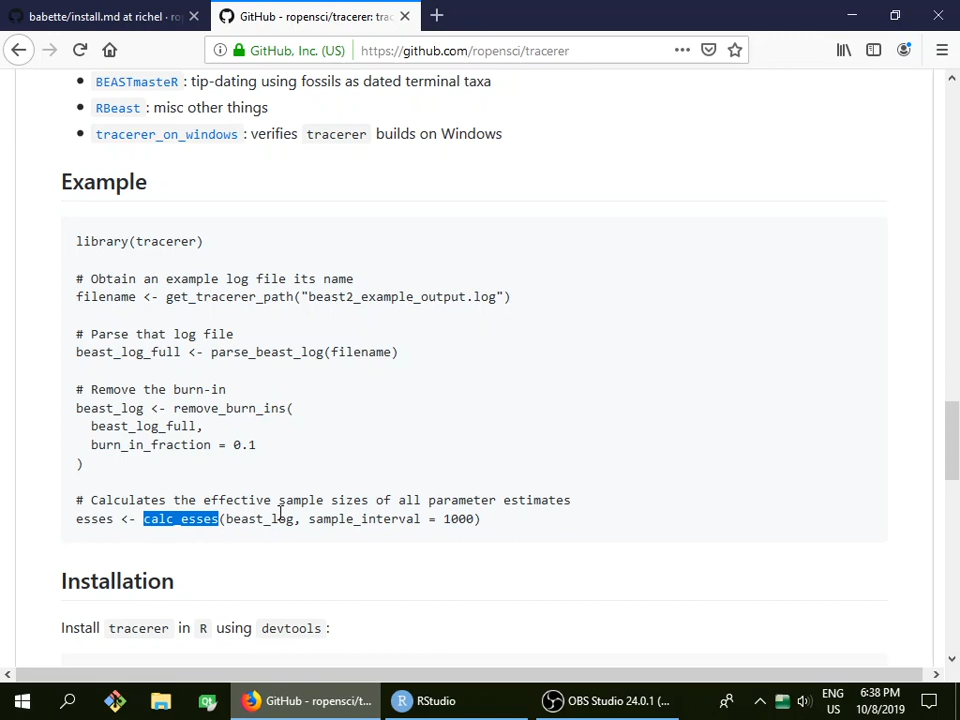 babette/install.md at richel · ro
GitHub - ropensci/tracerer: trac
GitHub, Inc. (US)
https://github.com/ropensci/tracerer
BEASTmasteR : tip-dating using fossils as dated terminal taxa
RBeast : misc other things
tracerer_on_windows : verifies tracerer builds on Windows
Example
library(tracerer)
# Obtain an example log file its name
filename <- get_tracerer_path("beast2_example_output.log")
# Parse that log file
beast_log_full <- parse_beast_log(filename)
# Remove the burn-in
beast_log <- remove_burn_ins(
beast_log_full,
burn_in_fraction = 0.1
)
# Calculates the effective sample sizes of all parameter estimates
esses <- calc_esses(beast_log, sample_interval = 1000)
Installation
Install tracerer in R using devtools :
Qt
GitHub - ropensci/t...
R
RStudio
OBS Studio 24.0.1 (...
ENG
US
6:38 PM
10/8/2019